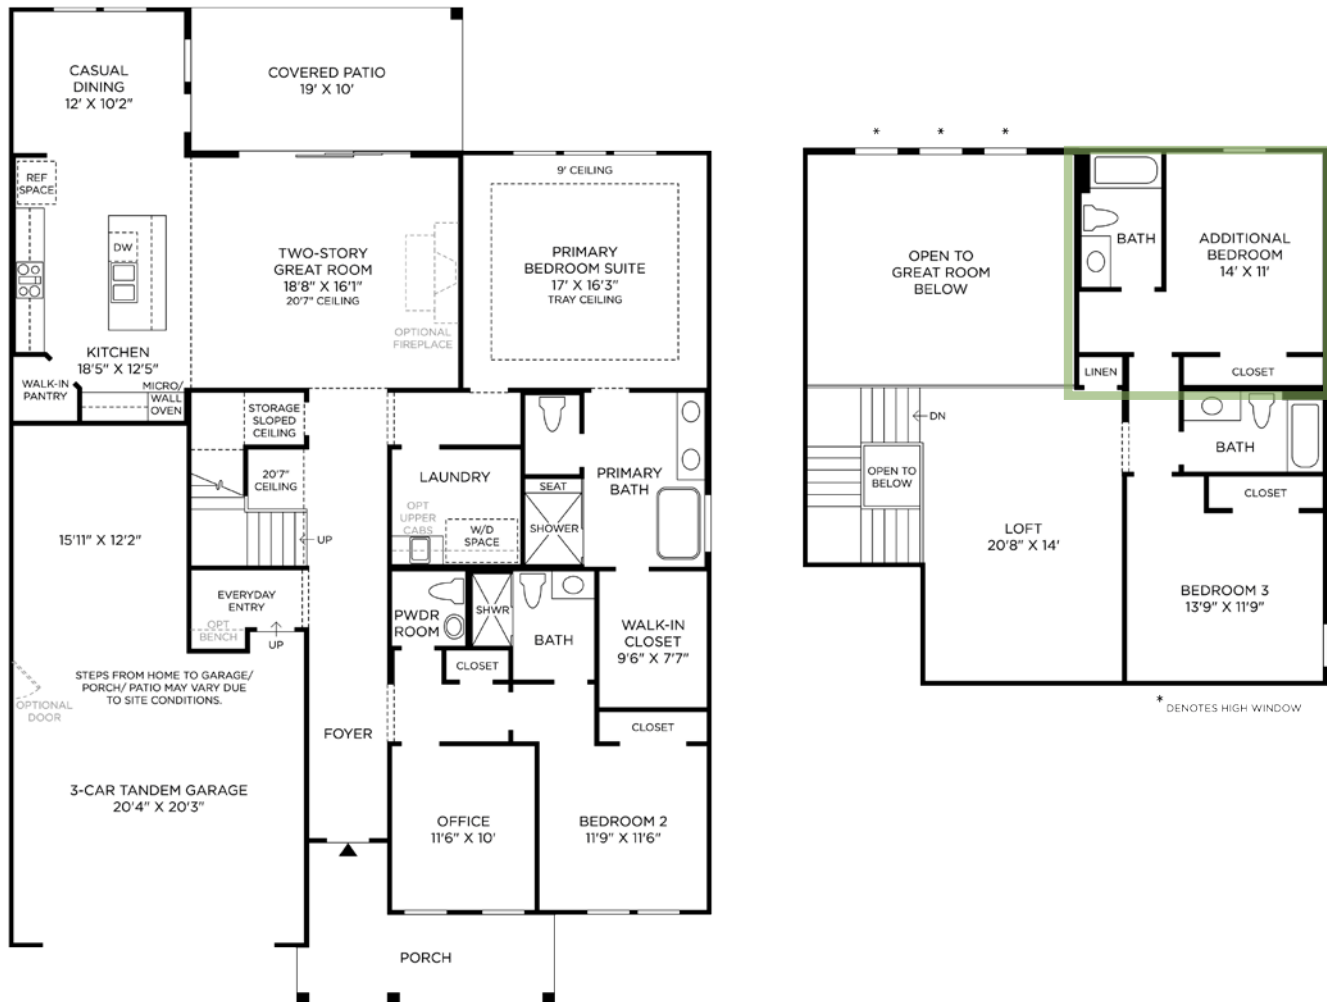 CASUAL
DINING
12' X 10'2"
COVERED PATIO
19' X 10'
REF
SPACE
DW
TWO-STORY
GREAT ROOM
18'8" X 16'1"
20'7" CEILING
OPTIONAL
FIREPLACE
9' CEILING
PRIMARY
BEDROOM SUITE
17' X 16'3"
TRAY CEILING
KITCHEN
18'5" X 12'5"
WALK-IN
PANTRY
MICRO/
WALL
OVEN
STORAGE
SLOPED
CEILING
20'7"
CEILING
UP
LAUNDRY
OPT
UPPER
CABS
W/D
SPACE
SEAT
SHOWER
PRIMARY
BATH
15'11" X 12'2"
EVERYDAY
ENTRY
OPT
BENCH
UP
PWDR
ROOM
SHWR
BATH
WALK-IN
CLOSET
9'6" X 7'7"
CLOSET
STEPS FROM HOME TO GARAGE/
PORCH/ PATIO MAY VARY DUE
TO SITE CONDITIONS.
OPTIONAL
DOOR
FOYER
CLOSET
3-CAR TANDEM GARAGE
20'4" X 20'3"
OFFICE
11'6" X 10'
BEDROOM 2
11'9" X 11'6"
PORCH
* * *
OPEN TO
GREAT ROOM
BELOW
BATH
ADDITIONAL
BEDROOM
14' X 11'
LINEN
CLOSET
DN
BATH
OPEN TO
BELOW
CLOSET
LOFT
20'8" X 14'
BEDROOM 3
13'9" X 11'9"
* DENOTES HIGH WINDOW